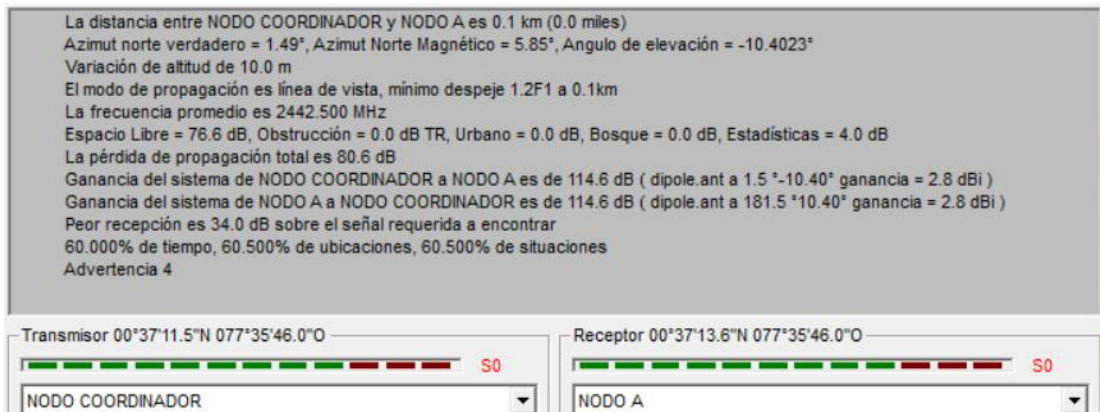 La distancia entre NODO COORDINADOR y NODO A es 0.1 km (0.0 miles)
Azimut norte verdadero = 1.49°, Azimut Norte Magnético = 5.85°, Angulo de elevación = -10.4023°
Variación de altitud de 10.0 m
El modo de propagación es línea de vista, mínimo despeje 1.2F1 a 0.1km
La frecuencia promedio es 2442.500 MHz
Espacio Libre = 76.6 dB, Obstrucción = 0.0 dB TR, Urbano = 0.0 dB, Bosque = 0.0 dB, Estadísticas = 4.0 dB
La pérdida de propagación total es 80.6 dB
Ganancia del sistema de NODO COORDINADOR a NODO A es de 114.6 dB ( dipole.ant a 1.5 °-10.40° ganancia = 2.8 dBi )
Ganancia del sistema de NODO A a NODO COORDINADOR es de 114.6 dB ( dipole.ant a 181.5 °10.40° ganancia = 2.8 dBi )
Peor recepción es 34.0 dB sobre el señal requerida a encontrar
60.000% de tiempo, 60.500% de ubicaciones, 60.500% de situaciones
Advertencia 4
Transmisor 00°37'11.5"N 077°35'46.0"O
S0
NODO COORDINADOR
Receptor 00°37'13.6"N 077°35'46.0"O
S0
NODO A